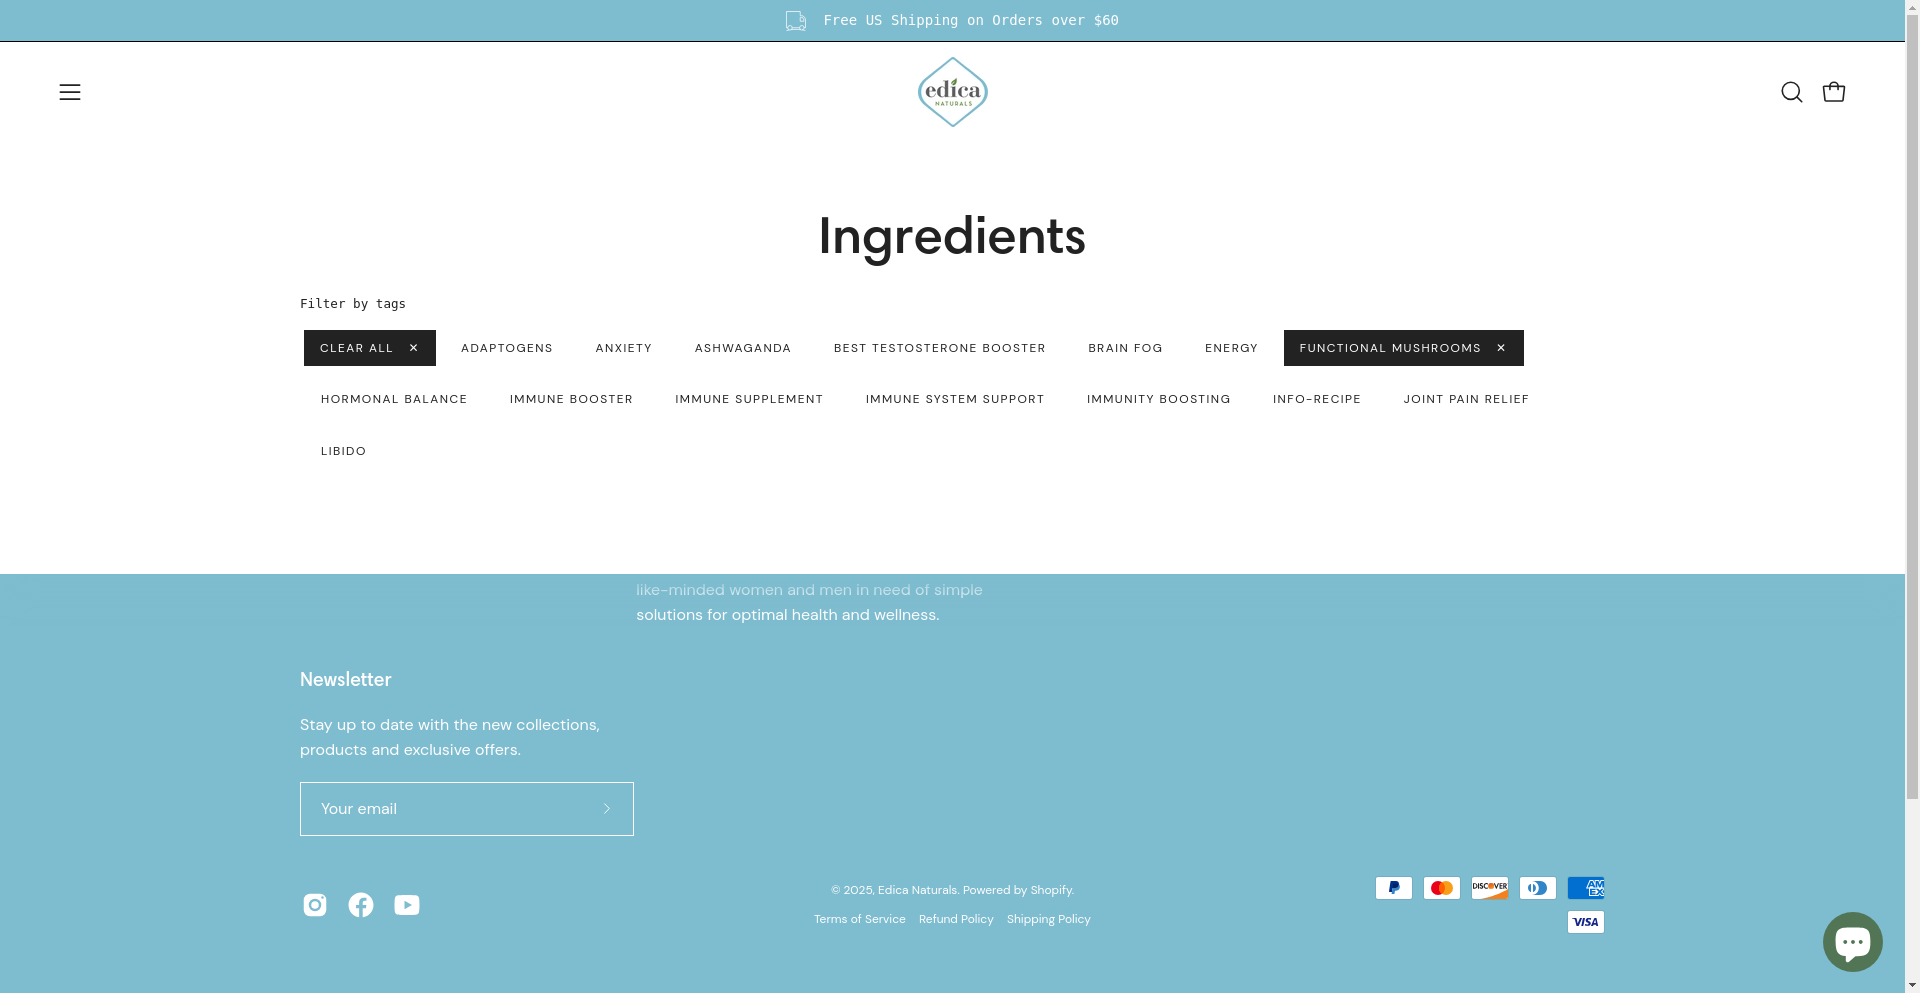 Free US Shipping on Orders over $60
edica
NATURALS
Ingredients
Filter by tags
CLEAR ALL ✕ ADAPTOGENS ANXIETY ASHWAGANDA BEST TESTOSTERONE BOOSTER BRAIN FOG ENERGY FUNCTIONAL MUSHROOMS ✕
HORMONAL BALANCE IMMUNE BOOSTER IMMUNE SUPPLEMENT IMMUNE SYSTEM SUPPORT IMMUNITY BOOSTING INFO-RECIPE JOINT PAIN RELIEF
LIBIDO
like-minded women and men in need of simple
solutions for optimal health and wellness.
Newsletter
Stay up to date with the new collections,
products and exclusive offers.
Your email
© 2025, Edica Naturals. Powered by Shopify.
Terms of Service Refund Policy Shipping Policy
DISCOVER
AM
EX
VISA